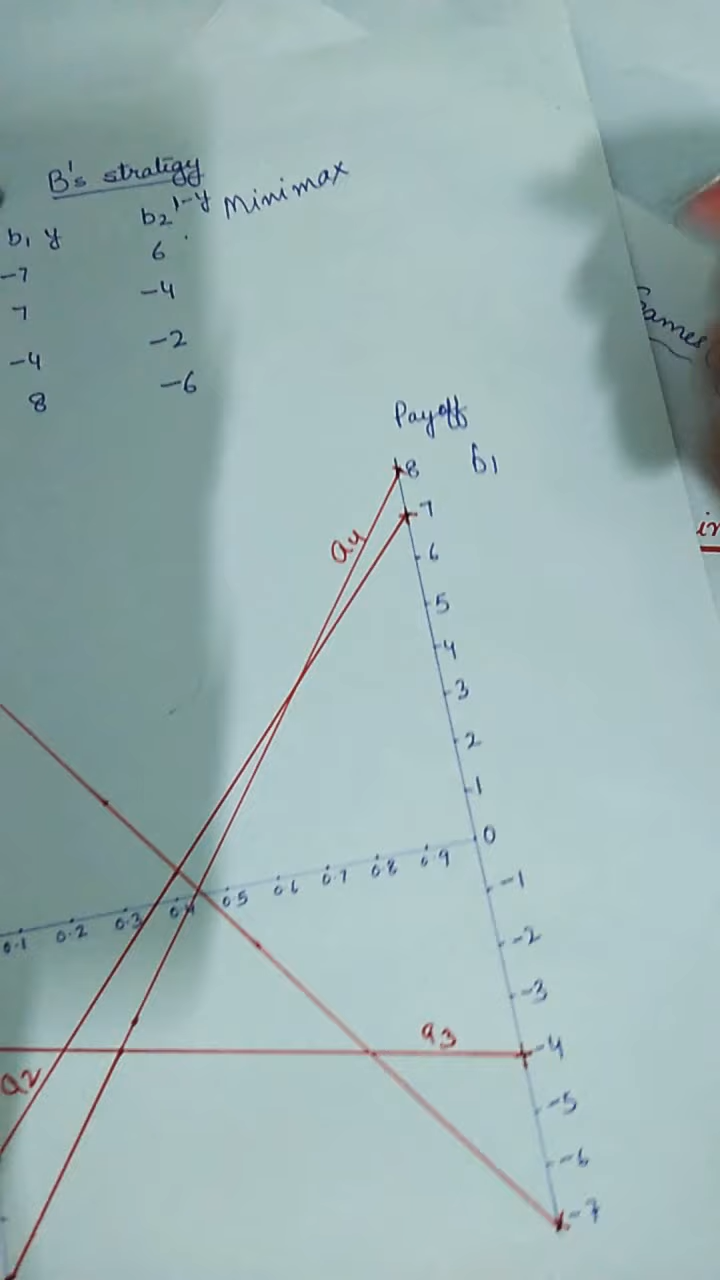 B's strategy
b1 y b2 1-y Minimax
-7 6
7 -4
-4 -2
8 -6
Games
Payoff
b1
8
7
a4
6
5
4
3
2
1
0
0.1 0.2 0.3 0.4 0.5 0.6 0.7 0.8 0.9
-1
-2
-3
a3
-4
a2
-5
-6
-7